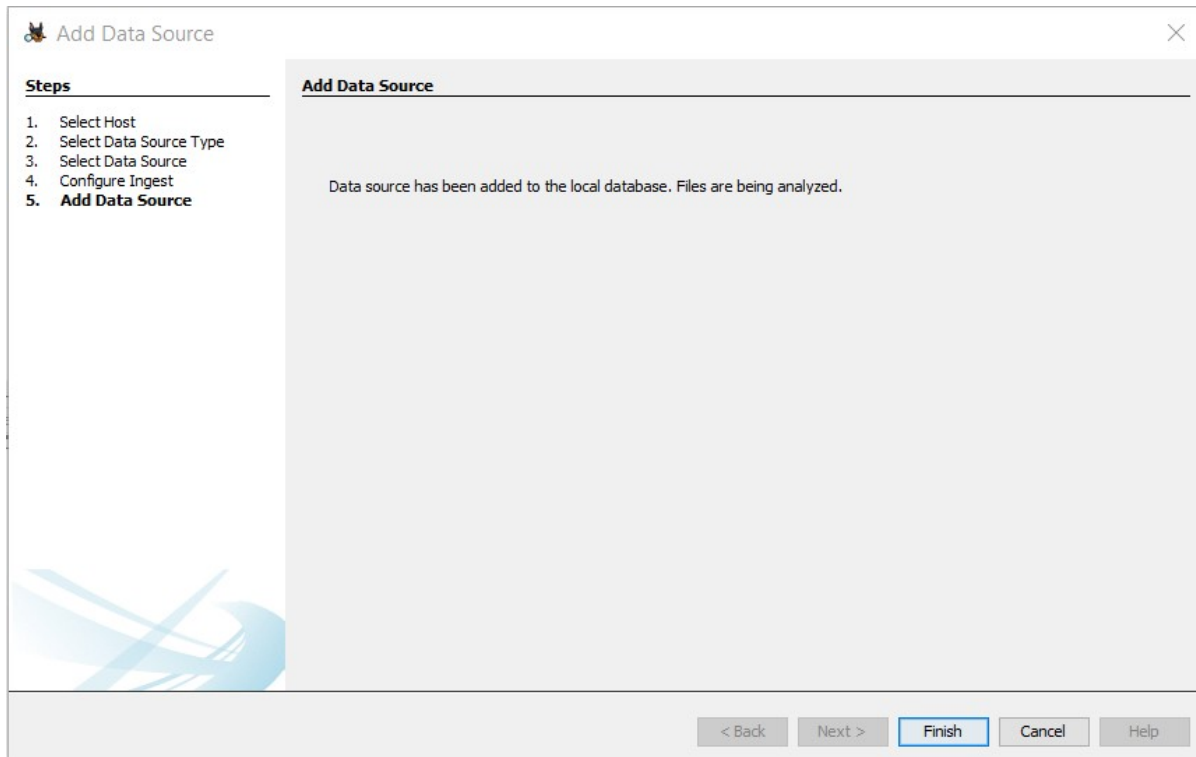 Add Data Source
Steps
1. Select Host
2. Select Data Source Type
3. Select Data Source
4. Configure Ingest
5. Add Data Source
Add Data Source
Data source has been added to the local database. Files are being analyzed.
< Back
Next >
Finish
Cancel
Help